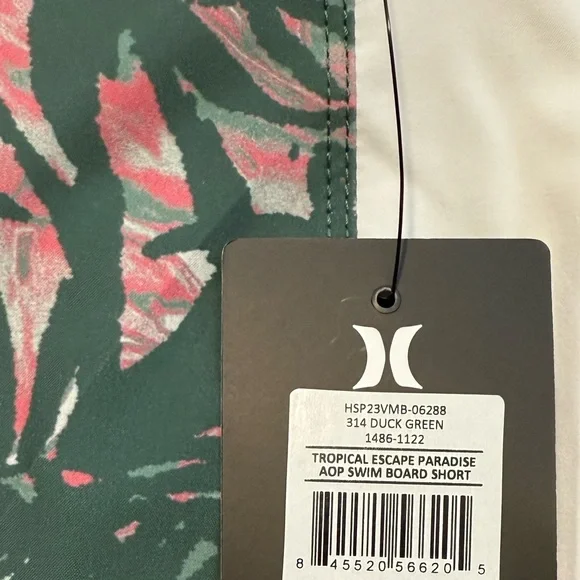 HSP23VMB-06288
314 DUCK GREEN
1486-1122
TROPICAL ESCAPE PARADISE
AOP SWIM BOARD SHORT
8 45520 56620 5